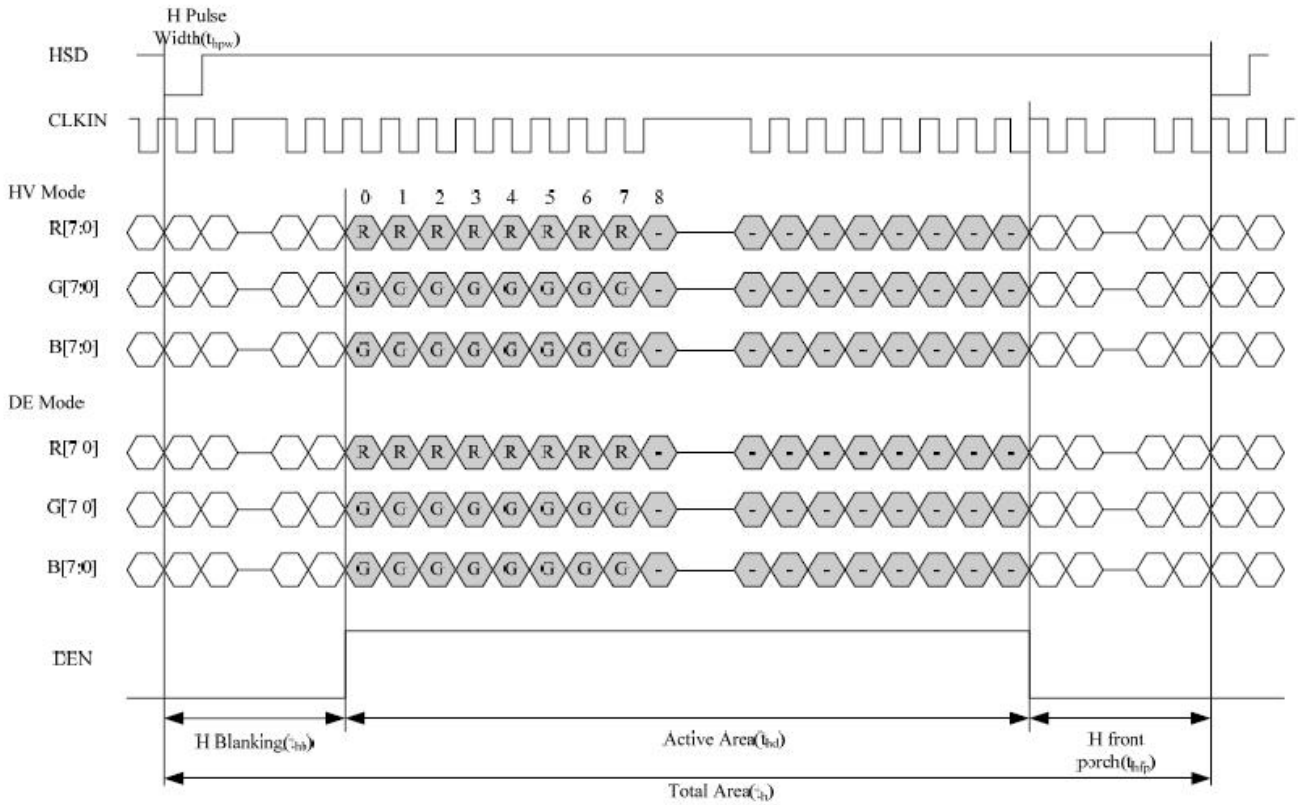 H Pulse
Width(thpw)
HSD
CLKIN
HV Mode
0 1 2 3 4 5 6 7 8
R[7:0] R R R R R R R R - - - - - - - - -
G[7:0] G G G G G G G G - - - - - - - - -
B[7:0] G G G G G G G G - - - - - - - - -
DE Mode
R[7 0] R R R R R R R R - - - - - - - - -
G[7 0] G G G G G G G G - - - - - - - - -
B[7:0] G G G G G G G G - - - - - - - - -
DEN
H Blanking(thb)
Active Area(thd)
H front
porch(thfp)
Total Area(th)